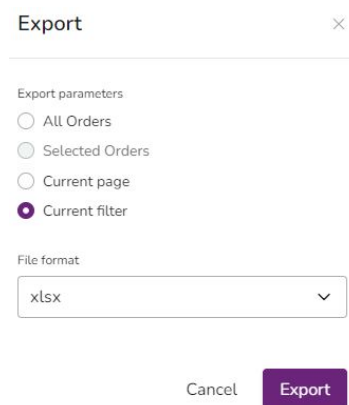 Export
Export parameters
All Orders
Selected Orders
Current page
Current filter
File format
xlsx
Cancel Export